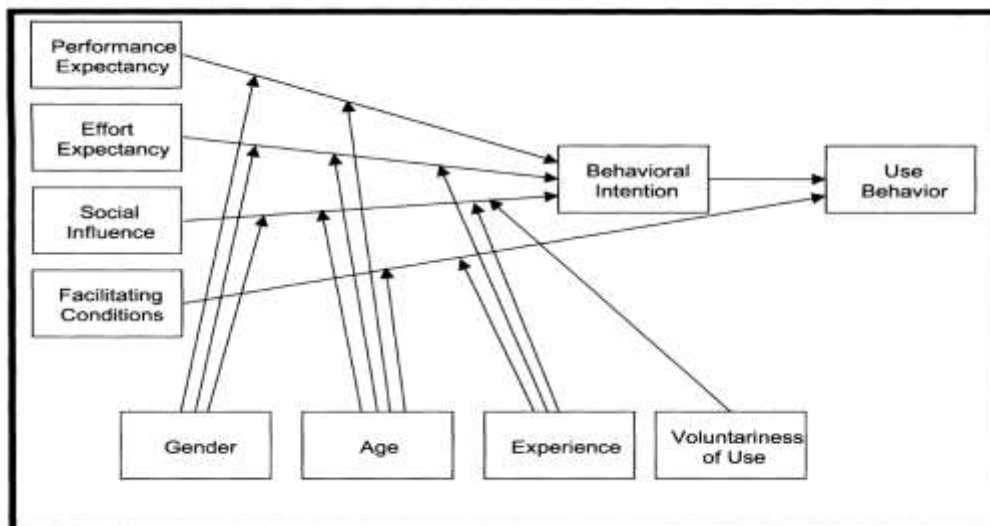 Performance
Expectancy
Effort
Expectancy
Social
Influence
Facilitating
Conditions
Behavioral
Intention
Use
Behavior
Gender
Age
Experience
Voluntariness
of Use